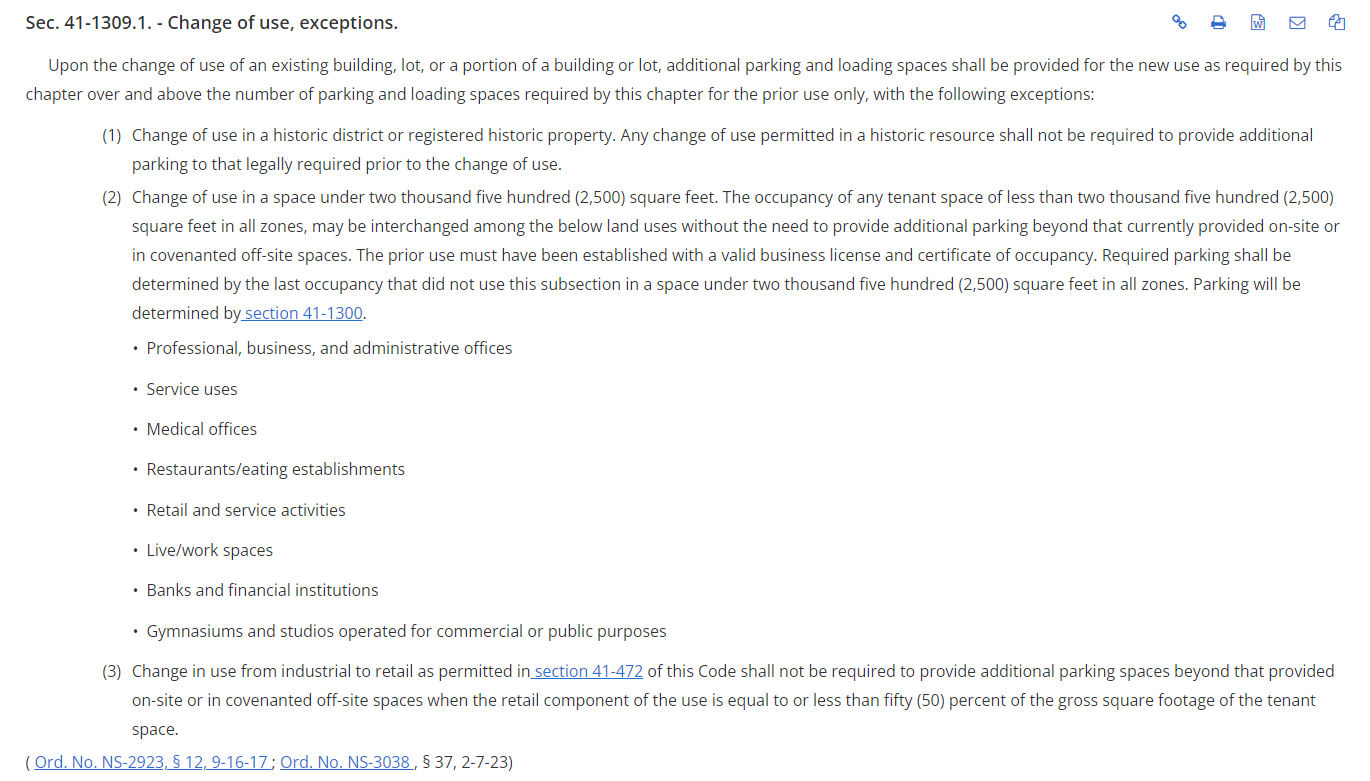 Sec. 41-1309.1. - Change of use, exceptions.
Upon the change of use of an existing building, lot, or a portion of a building or lot, additional parking and loading spaces shall be provided for the new use as required by this
chapter over and above the number of parking and loading spaces required by this chapter for the prior use only, with the following exceptions:
(1) Change of use in a historic district or registered historic property. Any change of use permitted in a historic resource shall not be required to provide additional
parking to that legally required prior to the change of use.
(2) Change of use in a space under two thousand five hundred (2,500) square feet. The occupancy of any tenant space of less than two thousand five hundred (2,500)
square feet in all zones, may be interchanged among the below land uses without the need to provide additional parking beyond that currently provided on-site or
in covenanted off-site spaces. The prior use must have been established with a valid business license and certificate of occupancy. Required parking shall be
determined by the last occupancy that did not use this subsection in a space under two thousand five hundred (2,500) square feet in all zones. Parking will be
determined by section 41-1300.
• Professional, business, and administrative offices
• Service uses
• Medical offices
• Restaurants/eating establishments
• Retail and service activities
• Live/work spaces
• Banks and financial institutions
• Gymnasiums and studios operated for commercial or public purposes
(3) Change in use from industrial to retail as permitted in section 41-472 of this Code shall not be required to provide additional parking spaces beyond that provided
on-site or in covenanted off-site spaces when the retail component of the use is equal to or less than fifty (50) percent of the gross square footage of the tenant
space.
( Ord. No. NS-2923, § 12, 9-16-17 ; Ord. No. NS-3038 , § 37, 2-7-23)